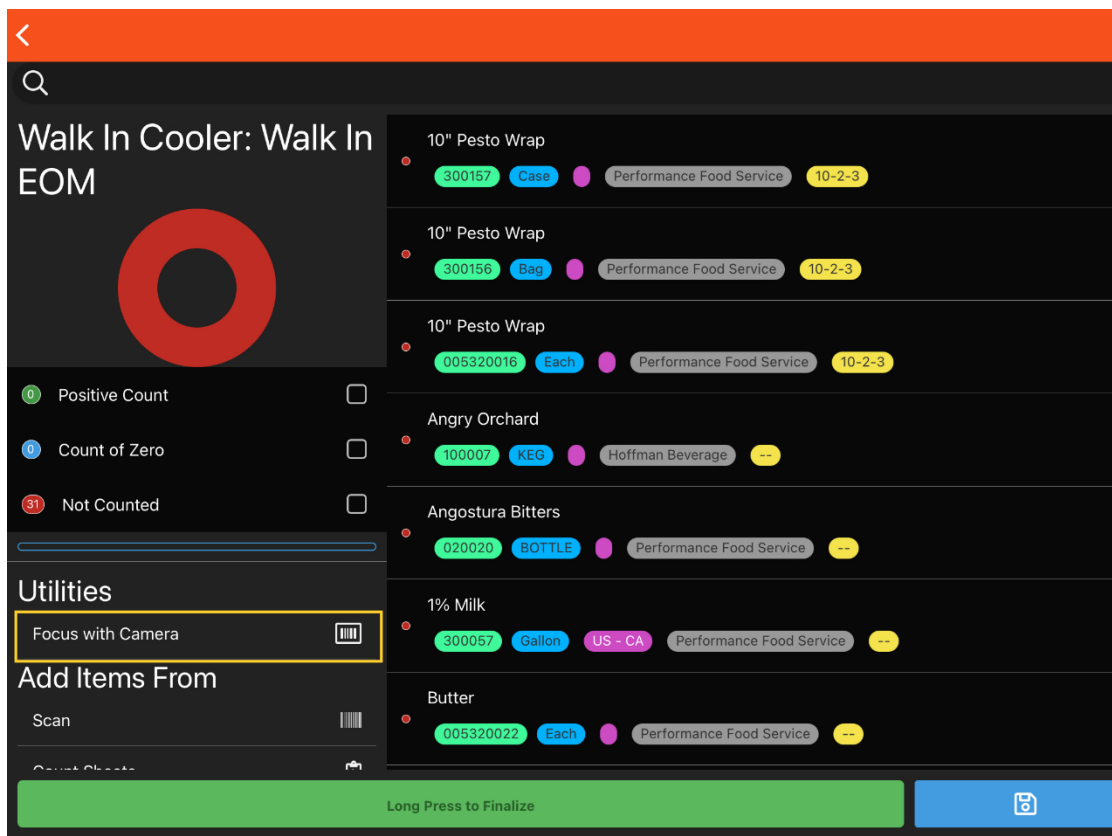 Walk In Cooler: Walk In
EOM
0 Positive Count
0 Count of Zero
31 Not Counted
Utilities
Focus with Camera
Add Items From
Scan
Count Sheets
10" Pesto Wrap
300157 Case Performance Food Service 10-2-3
10" Pesto Wrap
300156 Bag Performance Food Service 10-2-3
10" Pesto Wrap
005320016 Each Performance Food Service 10-2-3
Angry Orchard
100007 KEG Hoffman Beverage --
Angostura Bitters
020020 BOTTLE Performance Food Service --
1% Milk
300057 Gallon US - CA Performance Food Service --
Butter
005320022 Each Performance Food Service --
Long Press to Finalize